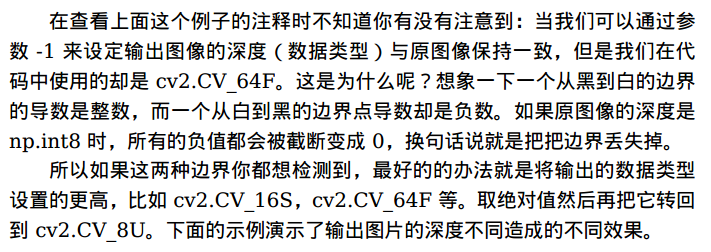 在查看上面这个例子的注释时不知道你有没有注意到：当我们可以通过参
数 -1 来设定输出图像的深度（数据类型）与原图像保持一致，但是我们在代
码中使用的却是 cv2.CV_64F。这是为什么呢？想象一下一个从黑到白的边界
的导数是整数，而一个从白到黑的边界点导数却是负数。如果原图像的深度是
np.int8 时，所有的负值都会被截断变成 0，换句话说就是把把边界丢失掉。
所以如果这两种边界你都想检测到，最好的的办法就是将输出的数据类型
设置的更高，比如 cv2.CV_16S，cv2.CV_64F 等。取绝对值然后再把它转回
到 cv2.CV_8U。下面的示例演示了输出图片的深度不同造成的不同效果。